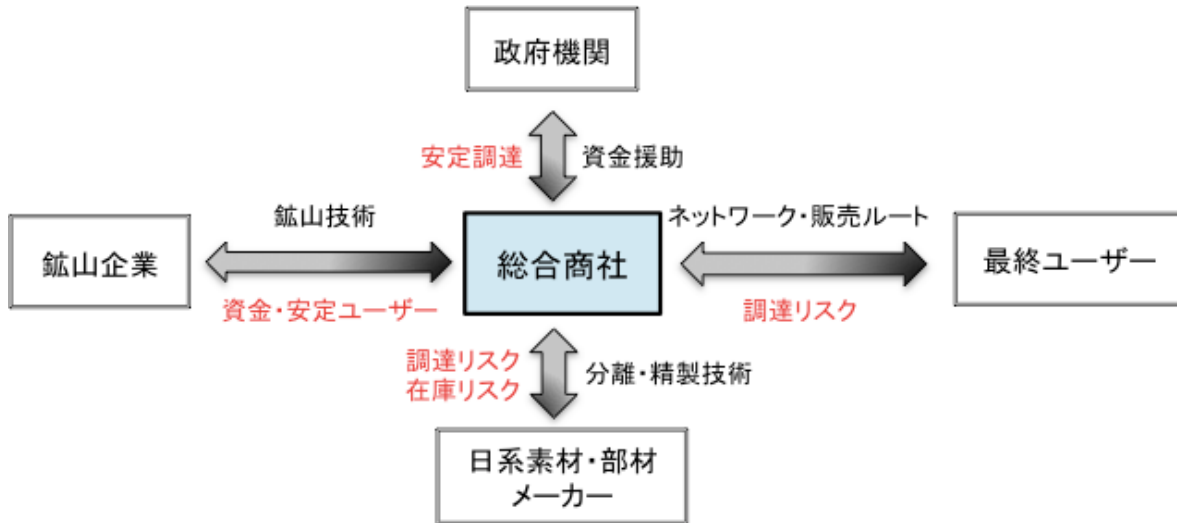 政府機関
安定調達
資金援助
鉱山技術
ネットワーク・販売ルート
鉱山企業
総合商社
最終ユーザー
資金・安定ユーザー
調達リスク
調達リスク
在庫リスク
分離・精製技術
日系素材・部材
メーカー